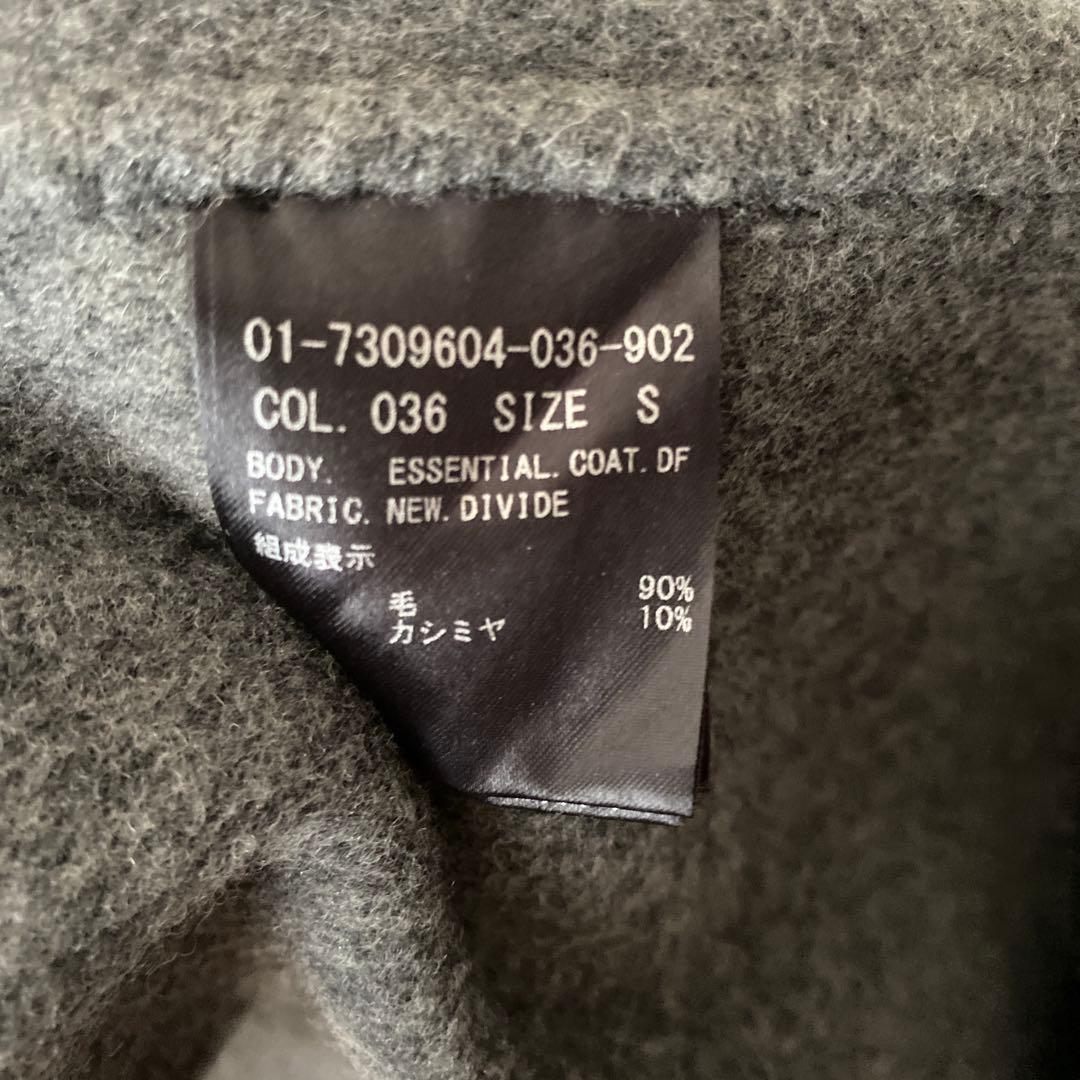 01-7309604-036-902
COL. 036 SIZE S
BODY. ESSENTIAL.COAT.DF
FABRIC. NEW.DIVIDE
組成表示
毛 90%
カシミヤ 10%